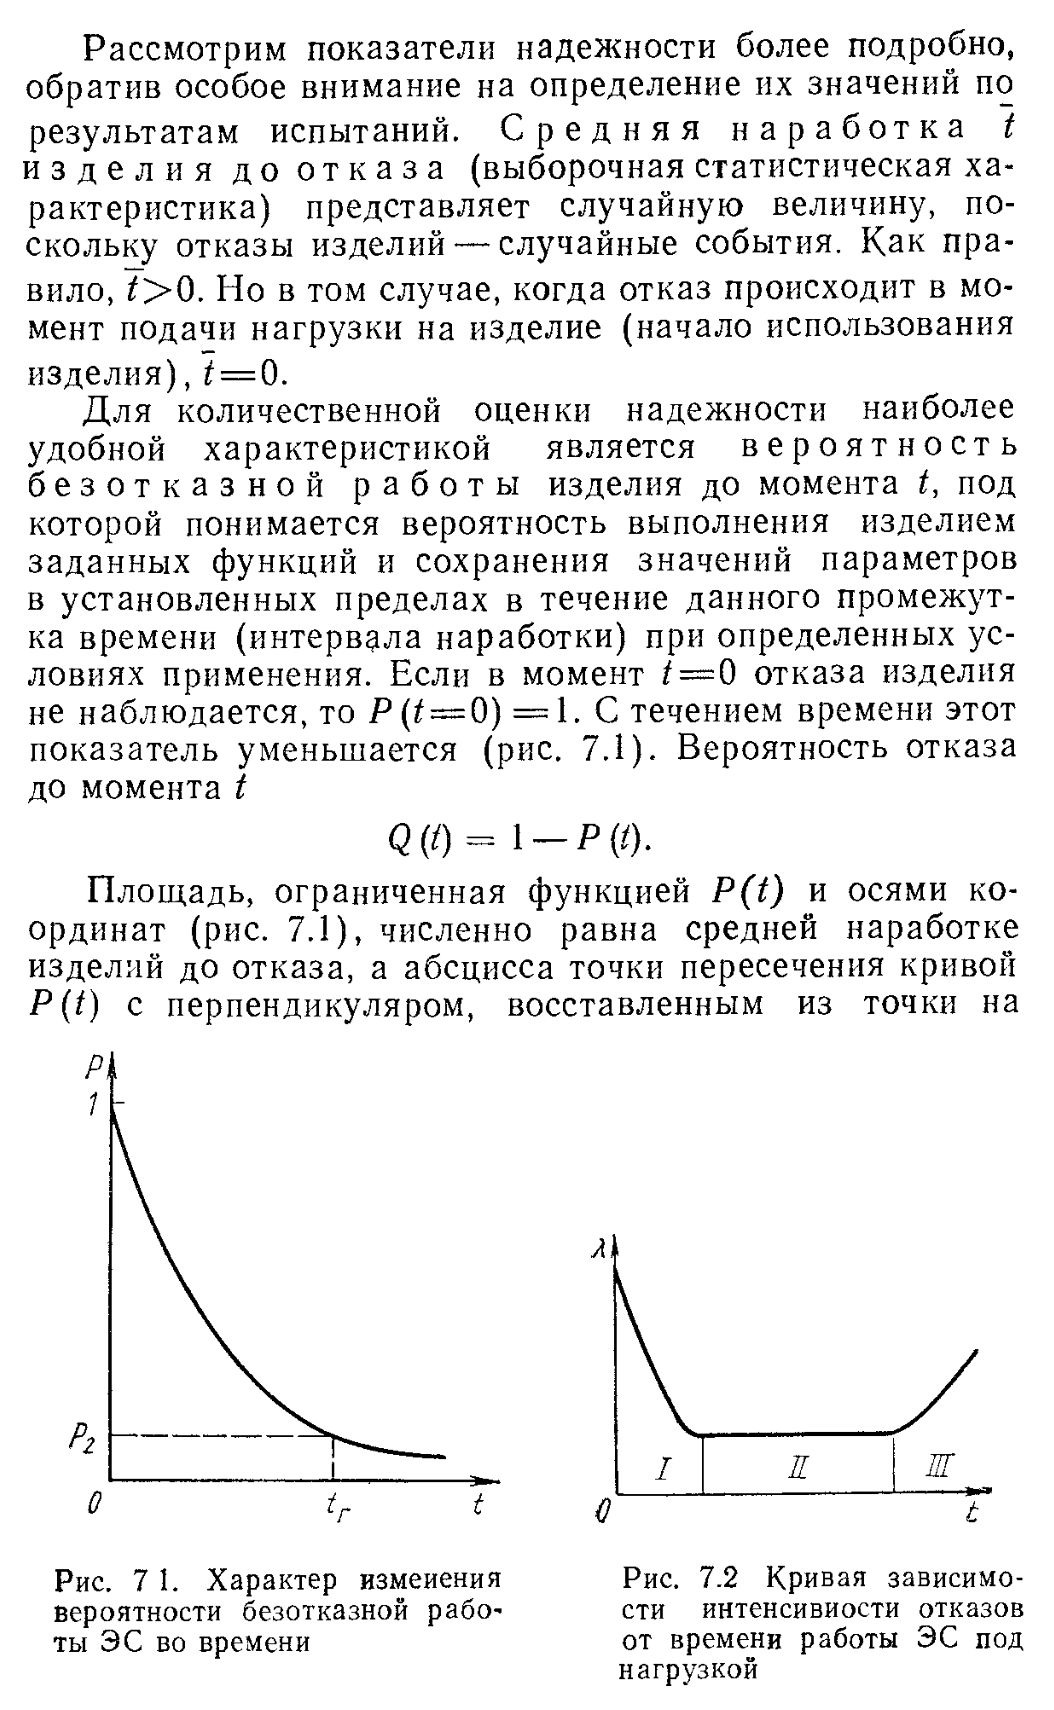 Рассмотрим показатели надежности более подробно,
обратив особое внимание на определение их значений по
результатам испытаний. Средняя наработка t̄
изделия до отказа (выборочная статистическая ха-
рактеристика) представляет случайную величину, по-
скольку отказы изделий — случайные события. Как пра-
вило, t̄>0. Но в том случае, когда отказ происходит в мо-
мент подачи нагрузки на изделие (начало использования
изделия), t̄=0.
Для количественной оценки надежности наиболее
удобной характеристикой является вероятность
безотказной работы изделия до момента t, под
которой понимается вероятность выполнения изделием
заданных функций и сохранения значений параметров
в установленных пределах в течение данного промежут-
ка времени (интервала наработки) при определенных ус-
ловиях применения. Если в момент t=0 отказа изделия
не наблюдается, то P(t=0)=1. С течением времени этот
показатель уменьшается (рис. 7.1). Вероятность отказа
до момента t
Q(t) = 1—P(t).
Площадь, ограниченная функцией P(t) и осями ко-
ординат (рис. 7.1), численно равна средней наработке
изделий до отказа, а абсцисса точки пересечения кривой
P(t) с перпендикуляром, восставленным из точки на
P
1
Pг
0
tг
t
λ
I
II
III
0
t
Рис. 7 1. Характер изменения
вероятности безотказной рабо-
ты ЭС во времени
Рис. 7.2 Кривая зависимо-
сти интенсивности отказов
от времени работы ЭС под
нагрузкой